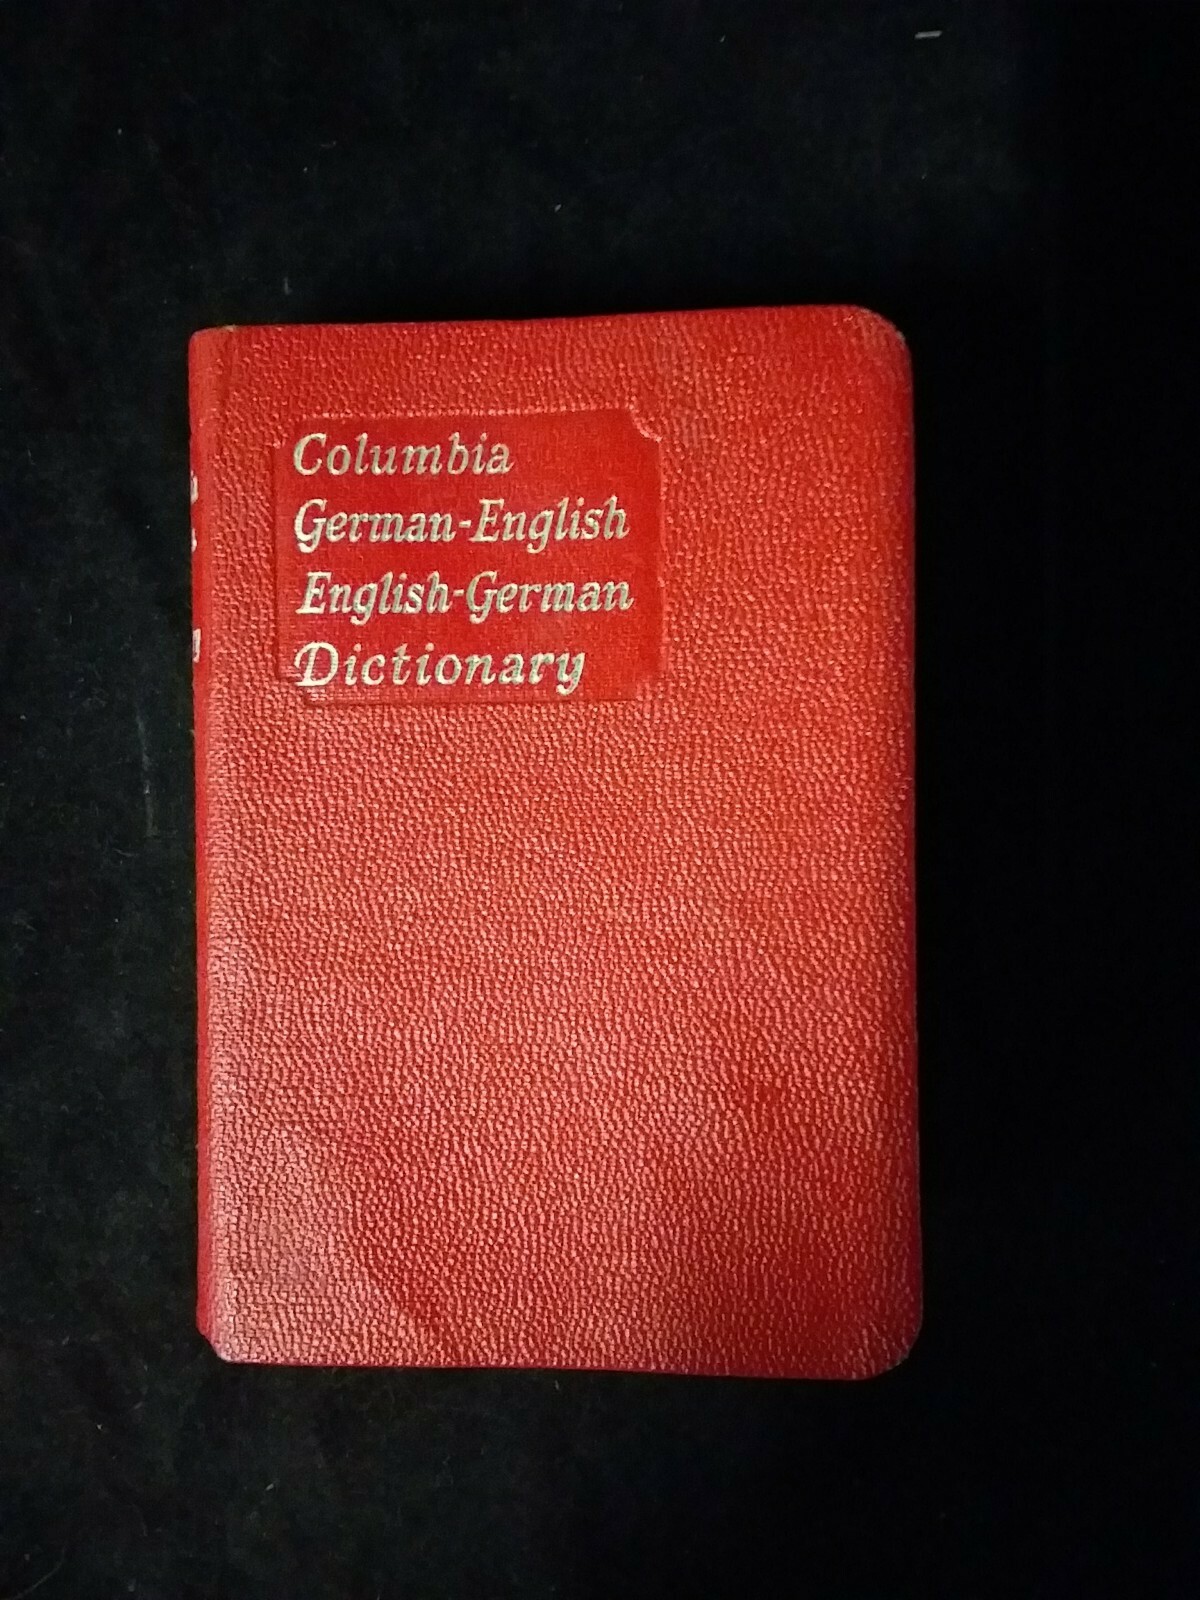 Columbia
German-English
English-German
Dictionary